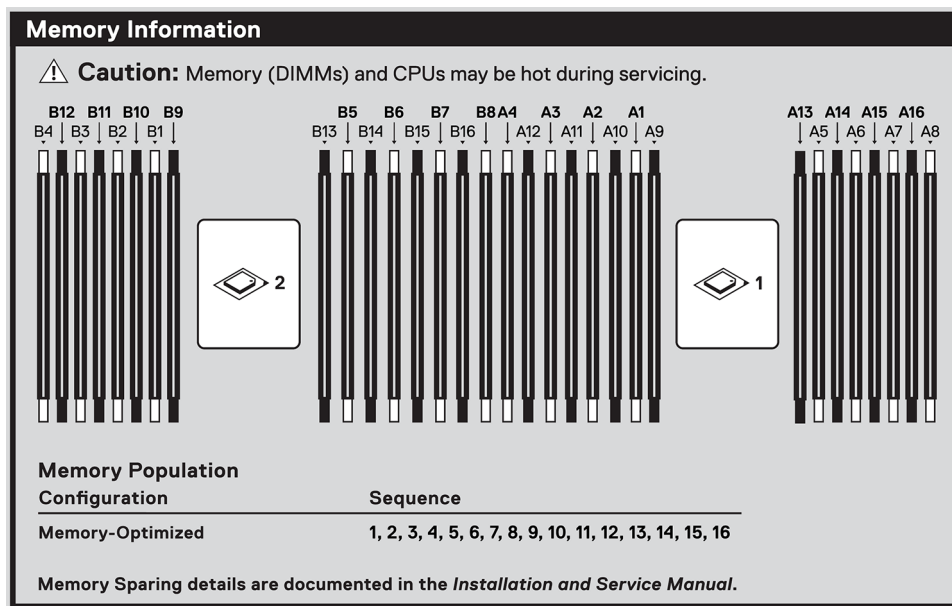 Memory Information
Caution: Memory (DIMMs) and CPUs may be hot during servicing.
B12 B11 B10 B9 B5 B6 B7 B8 A4 A3 A2 A1 A13 A14 A15 A16
B4 B3 B2 B1 B13 B14 B15 B16 A12 A11 A10 A9 A5 A6 A7 A8
2 1
Memory Population
Configuration Sequence
Memory-Optimized 1, 2, 3, 4, 5, 6, 7, 8, 9, 10, 11, 12, 13, 14, 15, 16
Memory Sparing details are documented in the Installation and Service Manual.